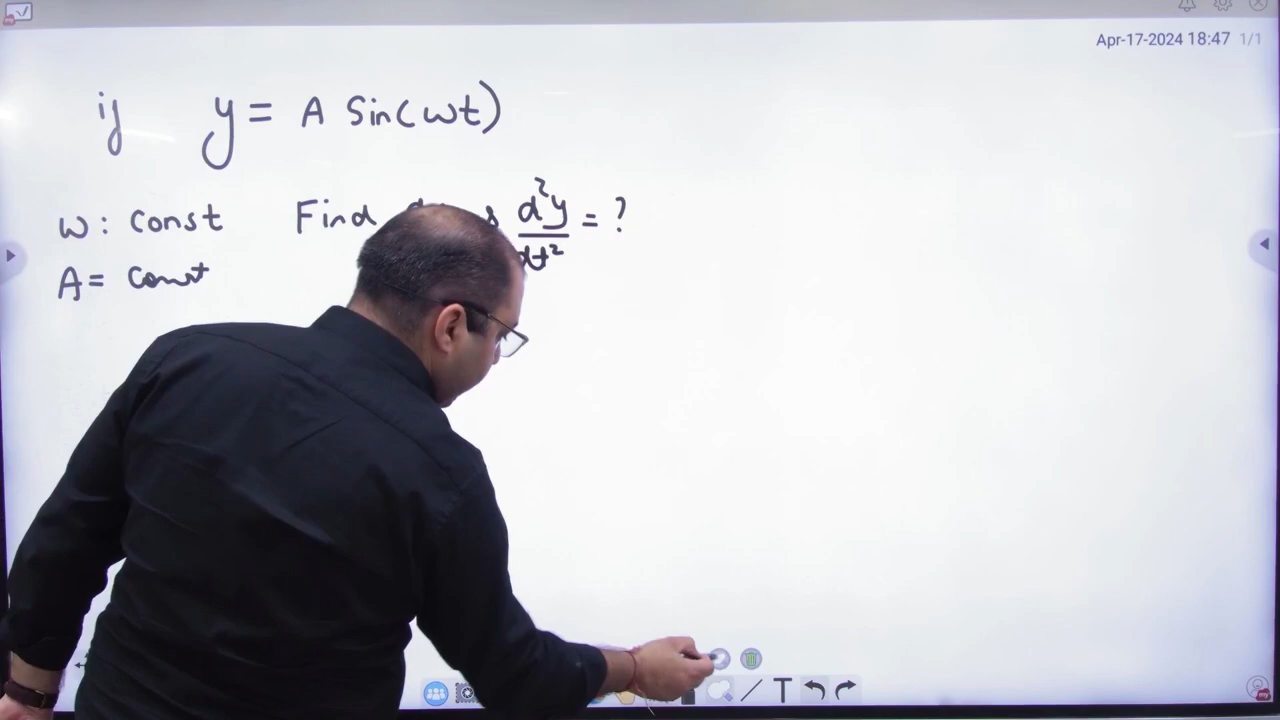 Apr-17-2024 18:47 1/1
if y = A Sin(ωt)
ω : Const Find d²y/dt² = ?
A = Const
T